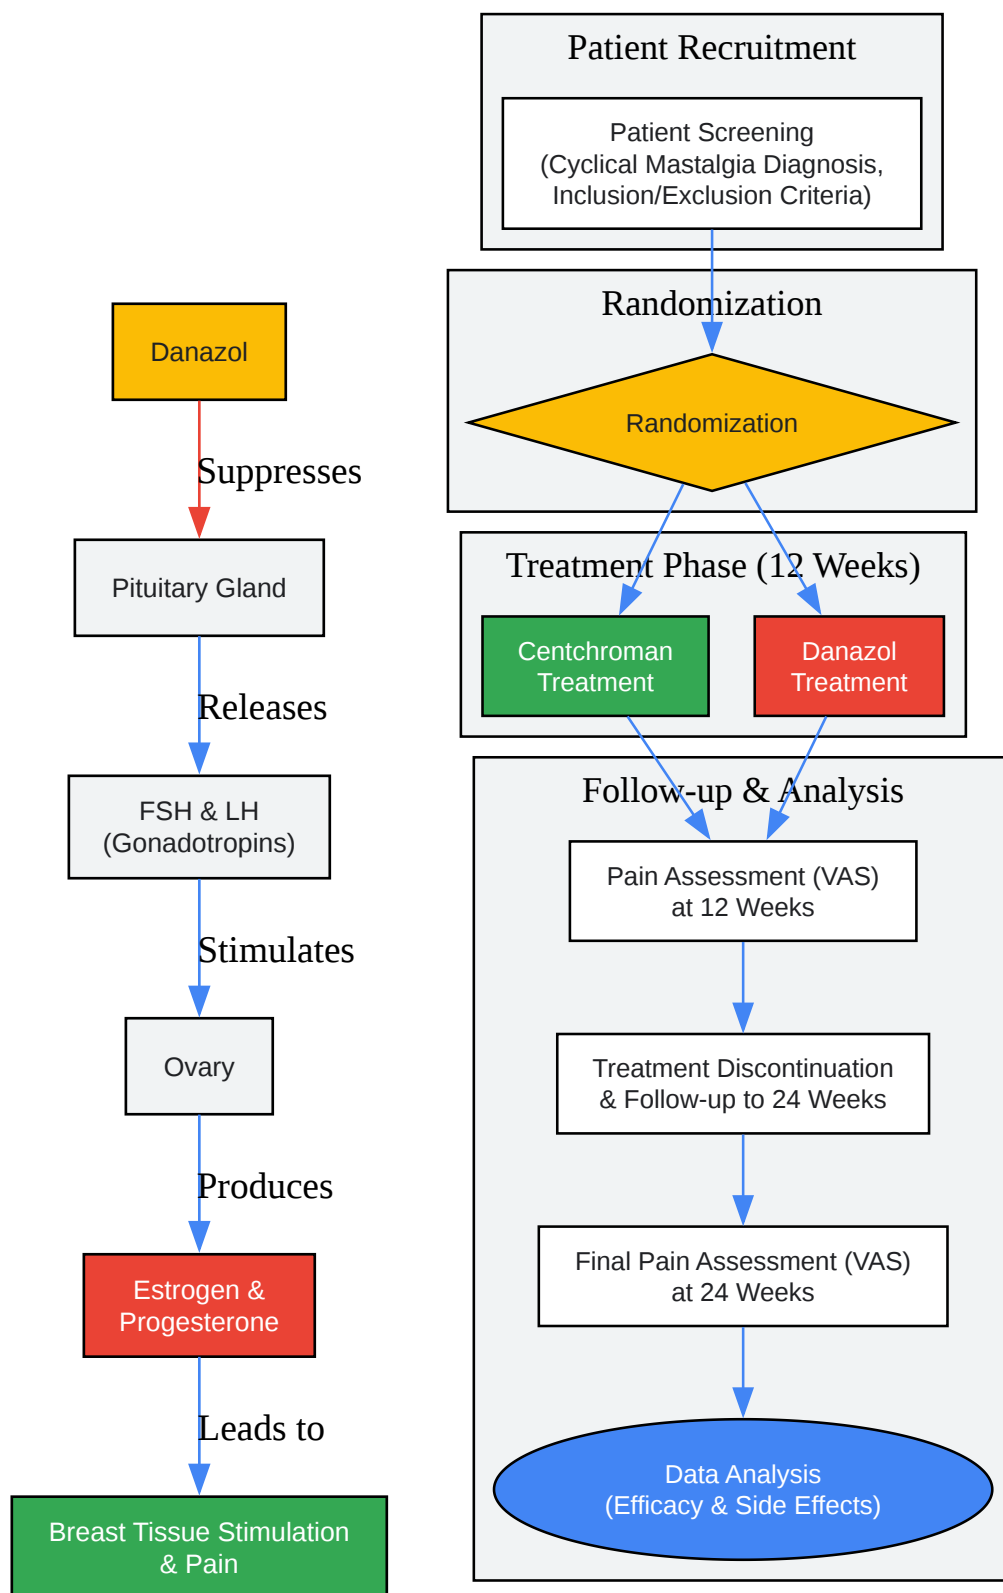 Danazol
Suppresses
Pituitary Gland
Releases
FSH & LH
(Gonadotropins)
Stimulates
Ovary
Produces
Estrogen &
Progesterone
Leads to
Breast Tissue Stimulation
& Pain
Patient Recruitment
Patient Screening
(Cyclical Mastalgia Diagnosis,
Inclusion/Exclusion Criteria)
Randomization
Randomization
Treatment Phase (12 Weeks)
Centchroman
Treatment
Danazol
Treatment
Follow-up & Analysis
Pain Assessment (VAS)
at 12 Weeks
Treatment Discontinuation
& Follow-up to 24 Weeks
Final Pain Assessment (VAS)
at 24 Weeks
Data Analysis
(Efficacy & Side Effects)